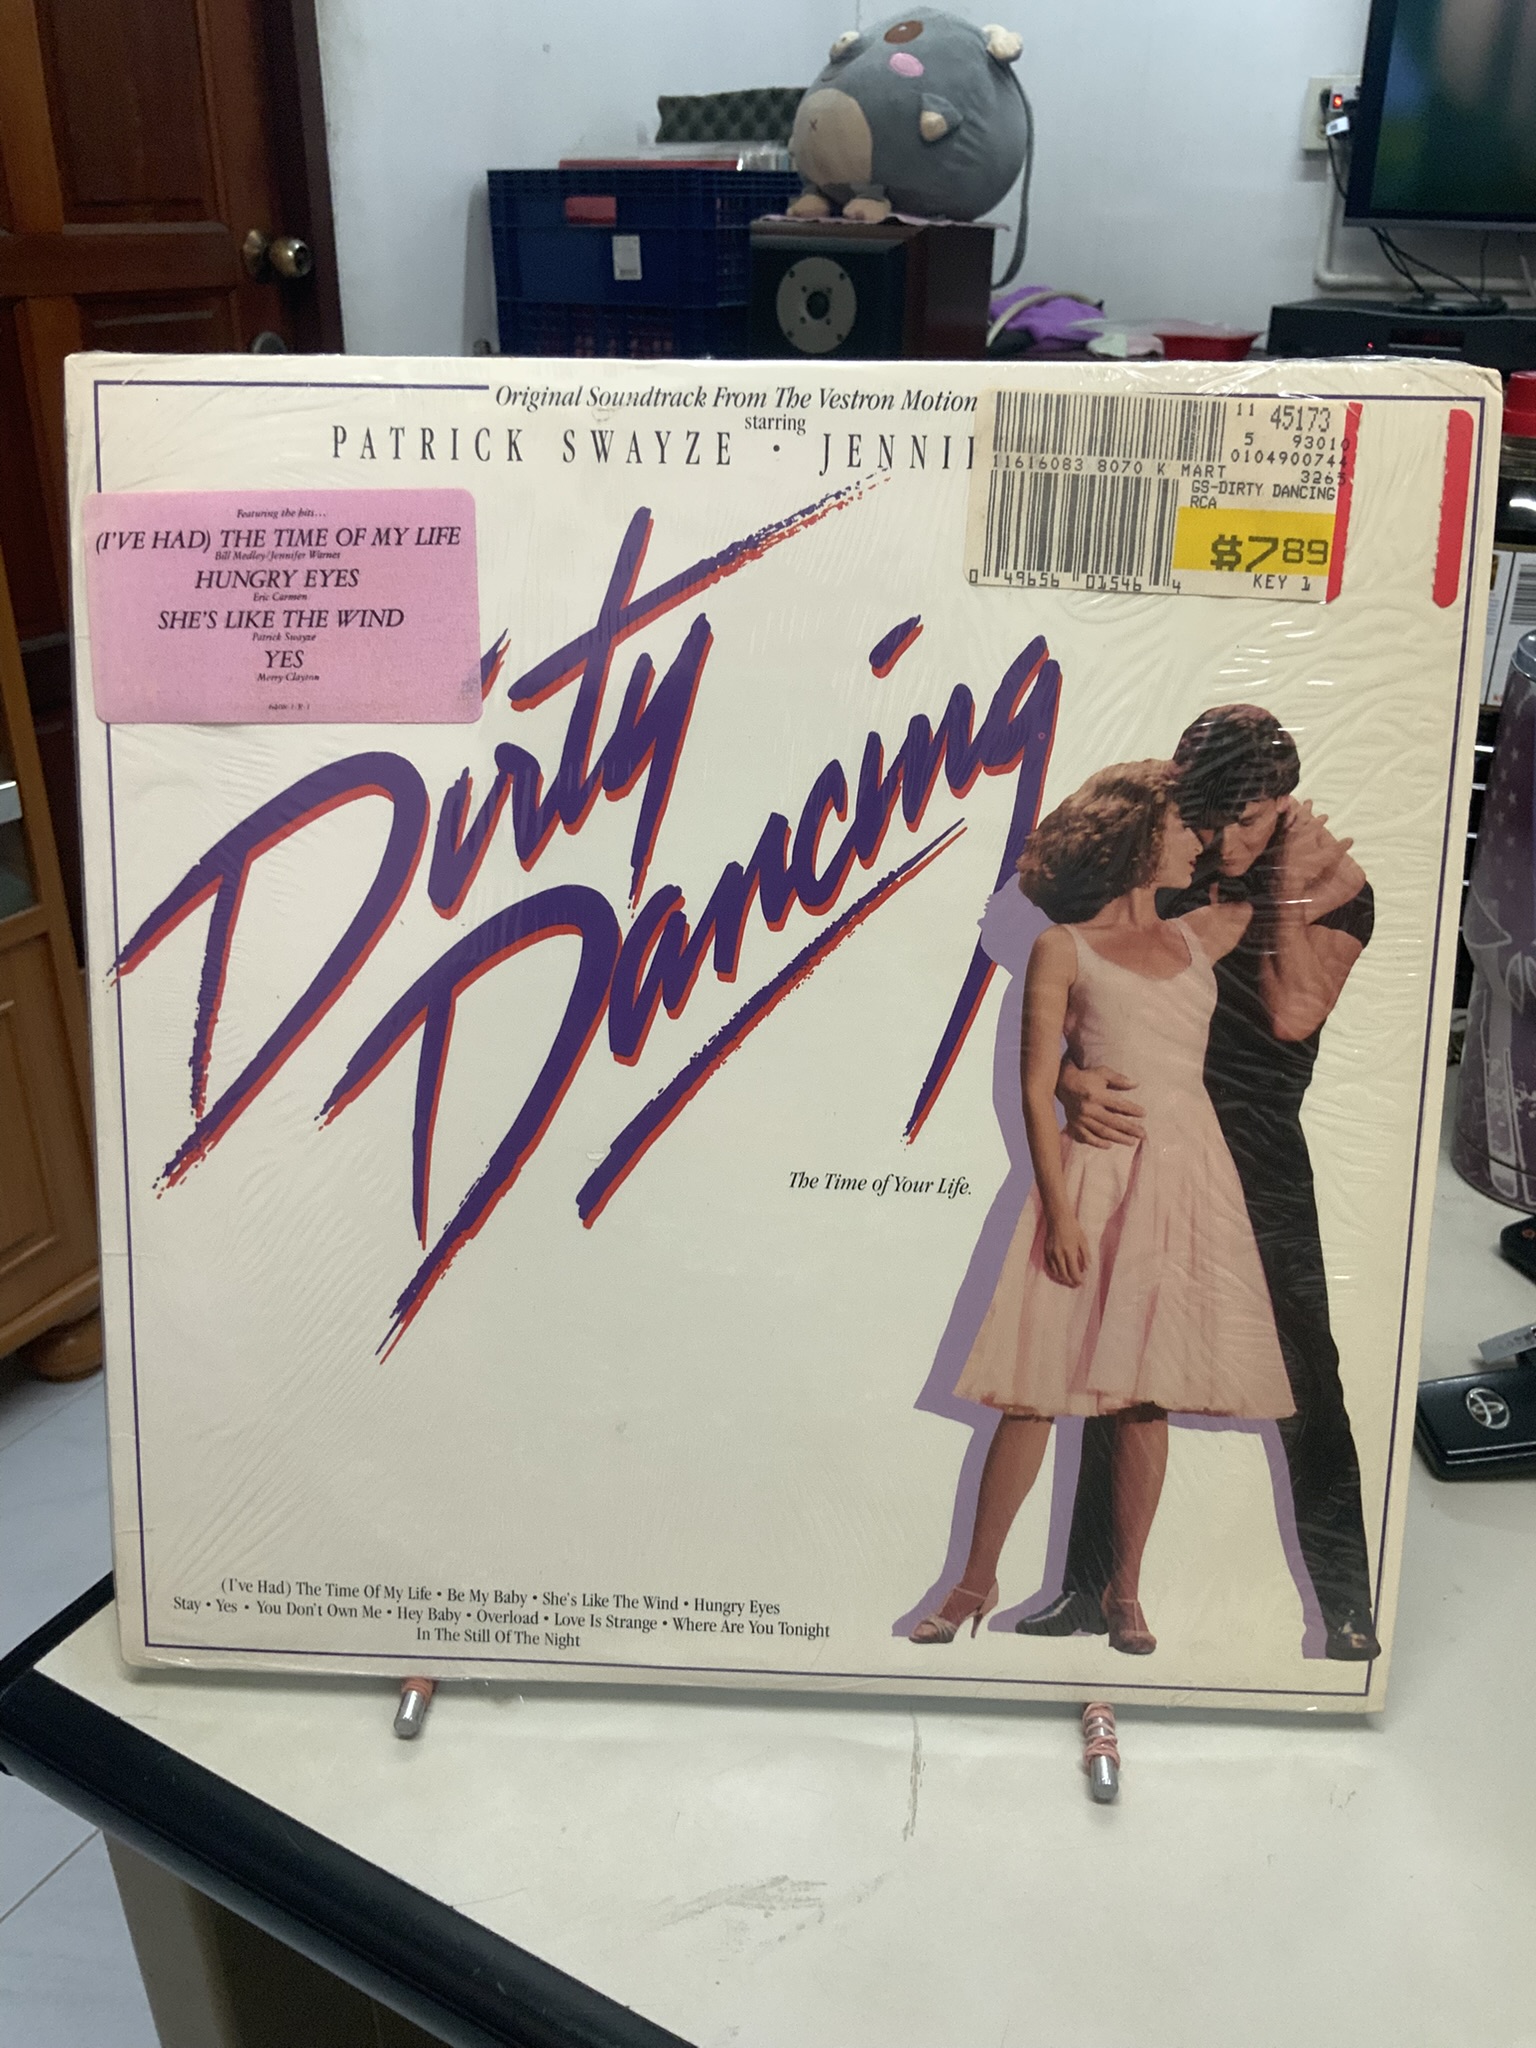 Original Soundtrack From The Vestron Motion
starring
PATRICK SWAYZE • JENNI
11 45173
5 93010
0104900744
11616083 8070 K MART 3265
GS-DIRTY DANCING
RCA
$7.89
KEY 1
0 49656 01546 4
Featuring the hits...
(I'VE HAD) THE TIME OF MY LIFE
Bill Medley/Jennifer Warnes
HUNGRY EYES
Eric Carmen
SHE'S LIKE THE WIND
Patrick Swayze
YES
Merry Clayton
Dirty
Dancing
The Time of Your Life.
(I've Had) The Time Of My Life • Be My Baby • She's Like The Wind • Hungry Eyes
Stay • Yes • You Don't Own Me • Hey Baby • Overload • Love Is Strange • Where Are You Tonight
In The Still Of The Night